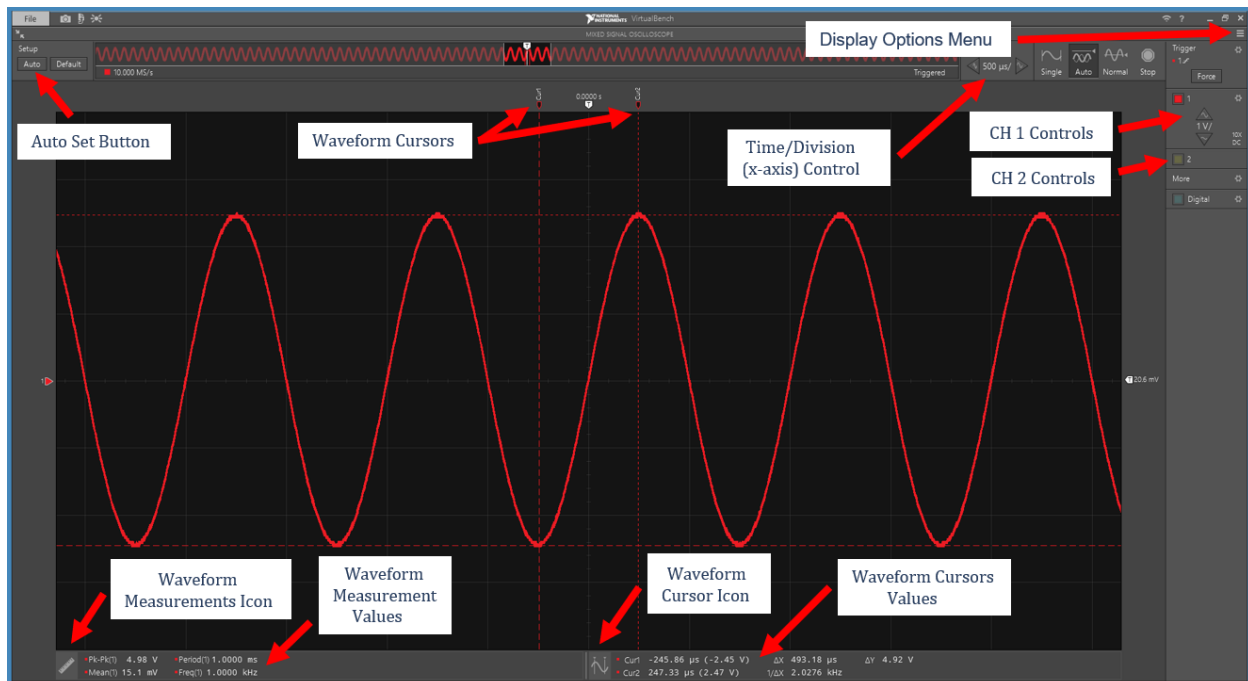 File
NATIONAL INSTRUMENTS VirtualBench
?
MIXED SIGNAL OSCILLOSCOPE
Setup
Auto Default
10.000 MS/s
Triggered
Display Options Menu
500 µs/
Single Auto Normal Stop
Trigger
1
Force
Auto Set Button
Waveform Cursors
0.0000 s
T
Time/Division
(x-axis) Control
CH 1 Controls
CH 2 Controls
1
1 V/
10X
DC
2
More
Digital
1
T 20.6 mV
Waveform
Measurements Icon
Waveform
Measurement
Values
Waveform
Cursor Icon
Waveform Cursors
Values
Pk-Pk(1) 4.98 V Period(1) 1.0000 ms
Mean(1) 15.1 mV Freq(1) 1.0000 kHz
Cur1 -245.86 µs (-2.45 V) ΔX 493.18 µs ΔY 4.92 V
Cur2 247.33 µs (2.47 V) 1/ΔX 2.0276 kHz